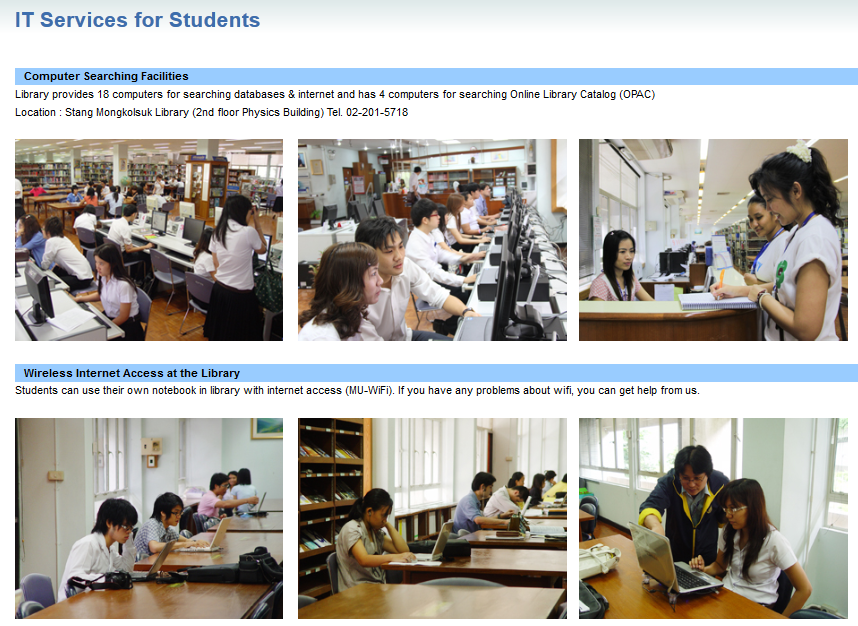 IT Services for Students
Computer Searching Facilities
Library provides 18 computers for searching databases & internet and has 4 computers for searching Online Library Catalog (OPAC)
Location : Stang Mongkolsuk Library (2nd floor Physics Building) Tel. 02-201-5718
Wireless Internet Access at the Library
Students can use their own notebook in library with internet access (MU-WiFi). If you have any problems about wifi, you can get help from us.